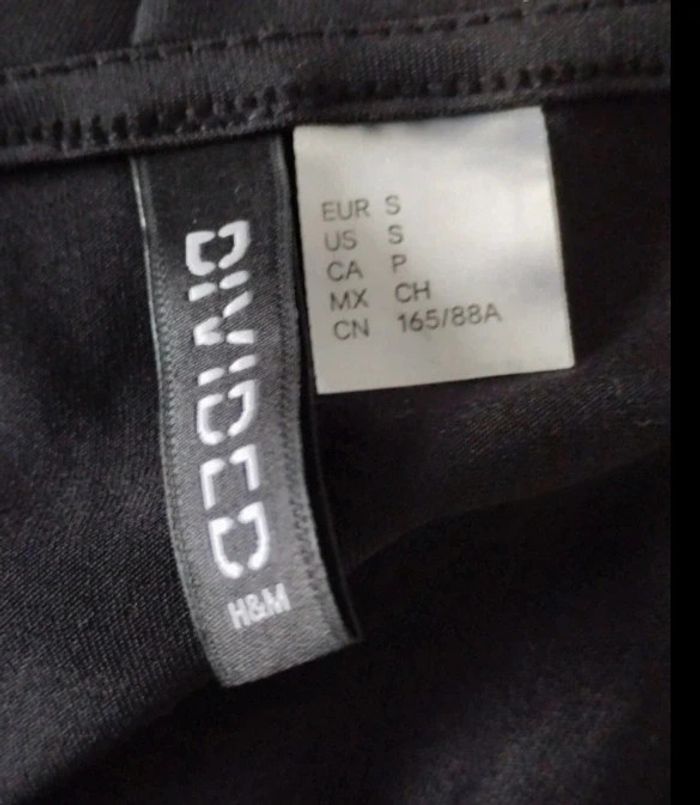 DIVIDED
H&M
EUR S
US S
CA P
MX CH
CN 165/88A